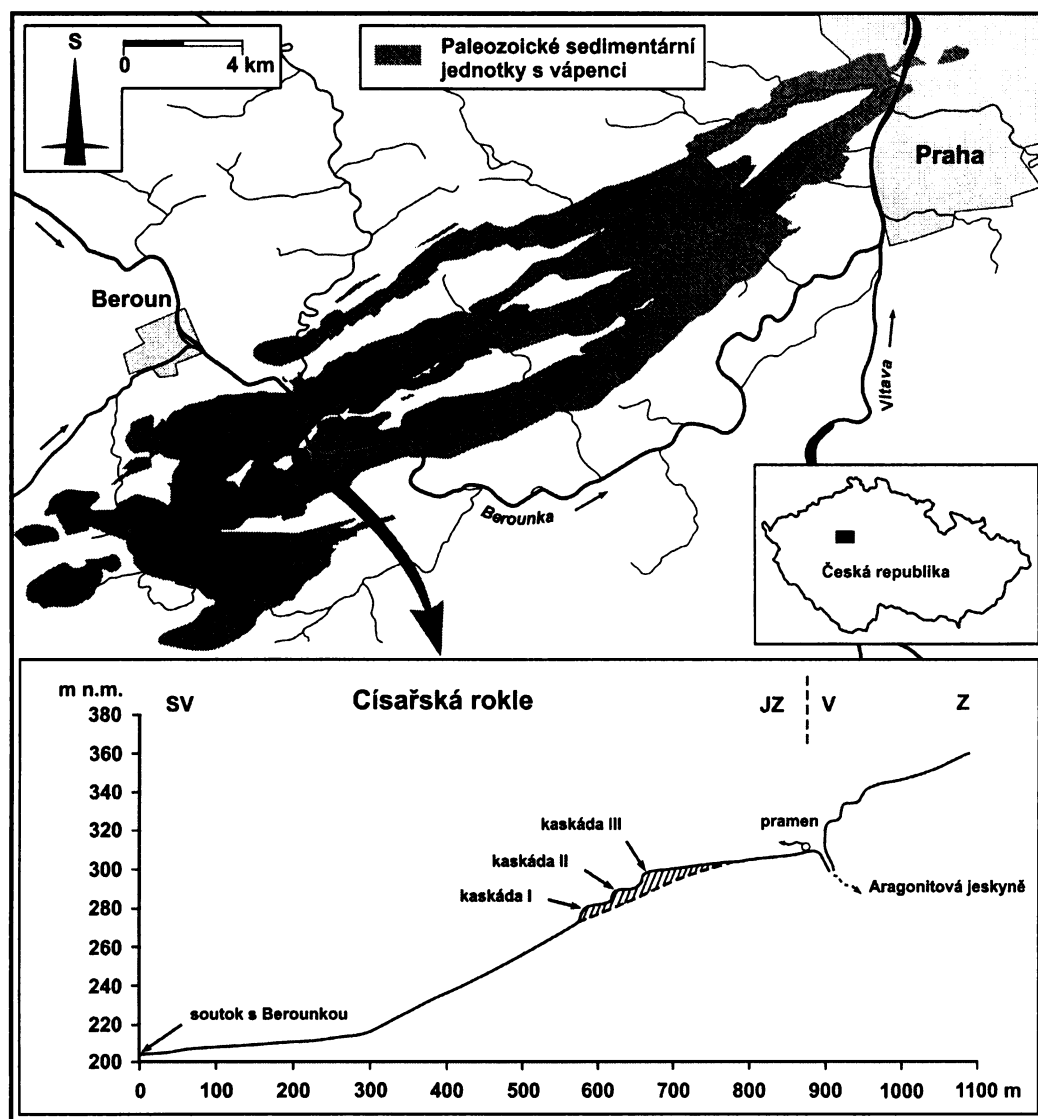 S
0 4 km
Paleozoické sedimentární
jednotky s vápenci
Praha
Beroun
Vltava
Berounka
Česká republika
m n.m.
SV
Císařská rokle
JZ
V
Z
380
360
340
320
300
280
260
240
220
200
kaskáda III
kaskáda II
kaskáda I
pramen
Aragonitová jeskyně
soutok s Berounkou
0 100 200 300 400 500 600 700 800 900 1000 1100 m